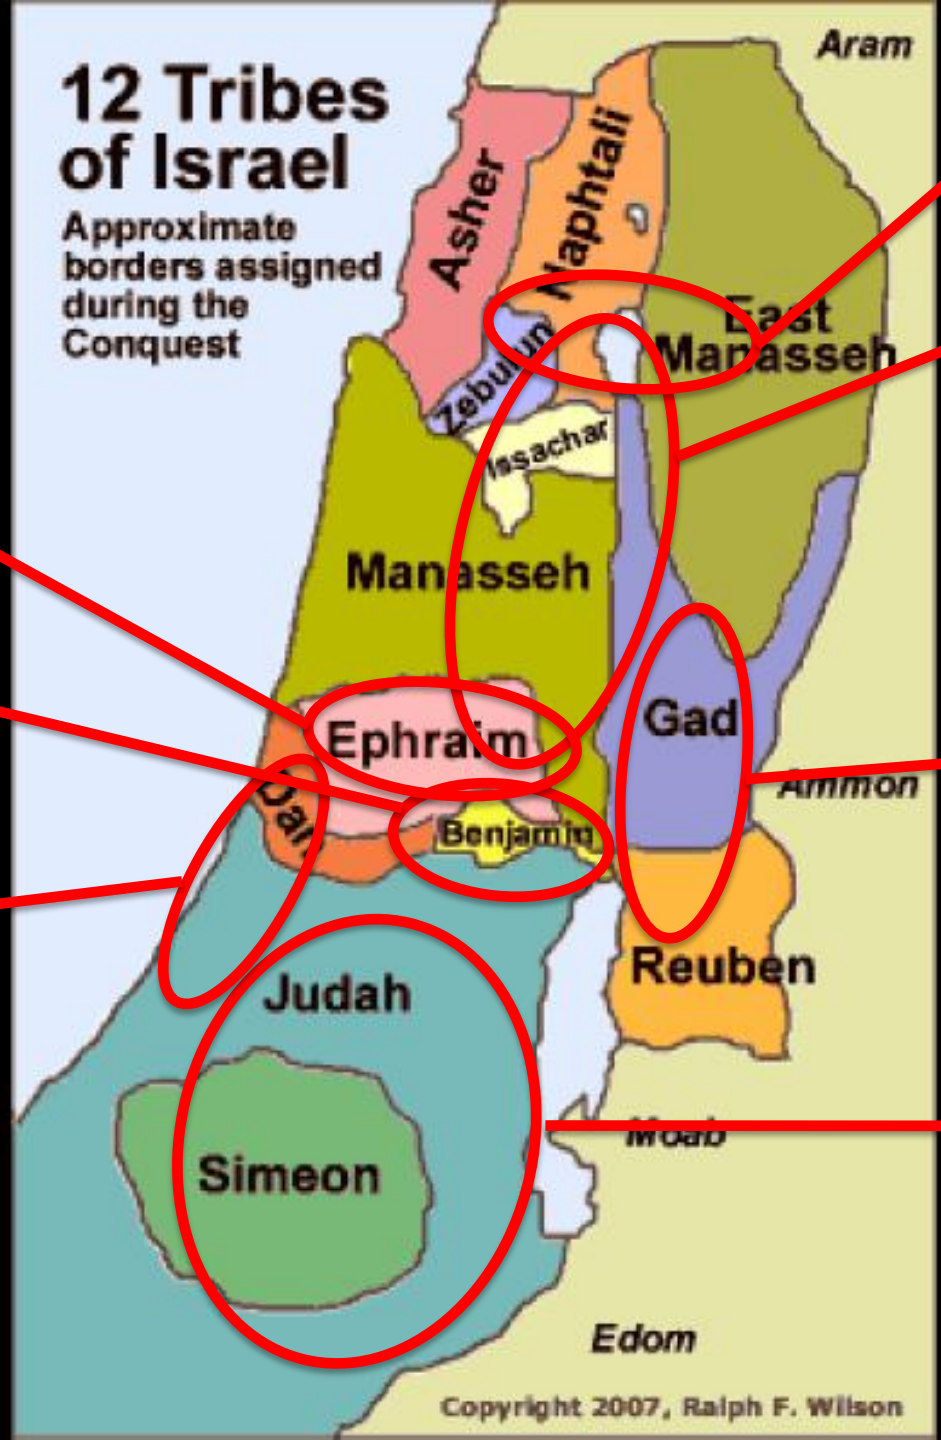 12 Tribes
of Israel
Approximate
borders assigned
during the
Conquest
Aram
Asher
Naphtali
East
Manasseh
Zebulun
Issachar
Manasseh
Ephraim
Gad
Dan
Benjamin
Ammon
Reuben
Judah
Moab
Simeon
Edom
Copyright 2007, Ralph F. Wilson